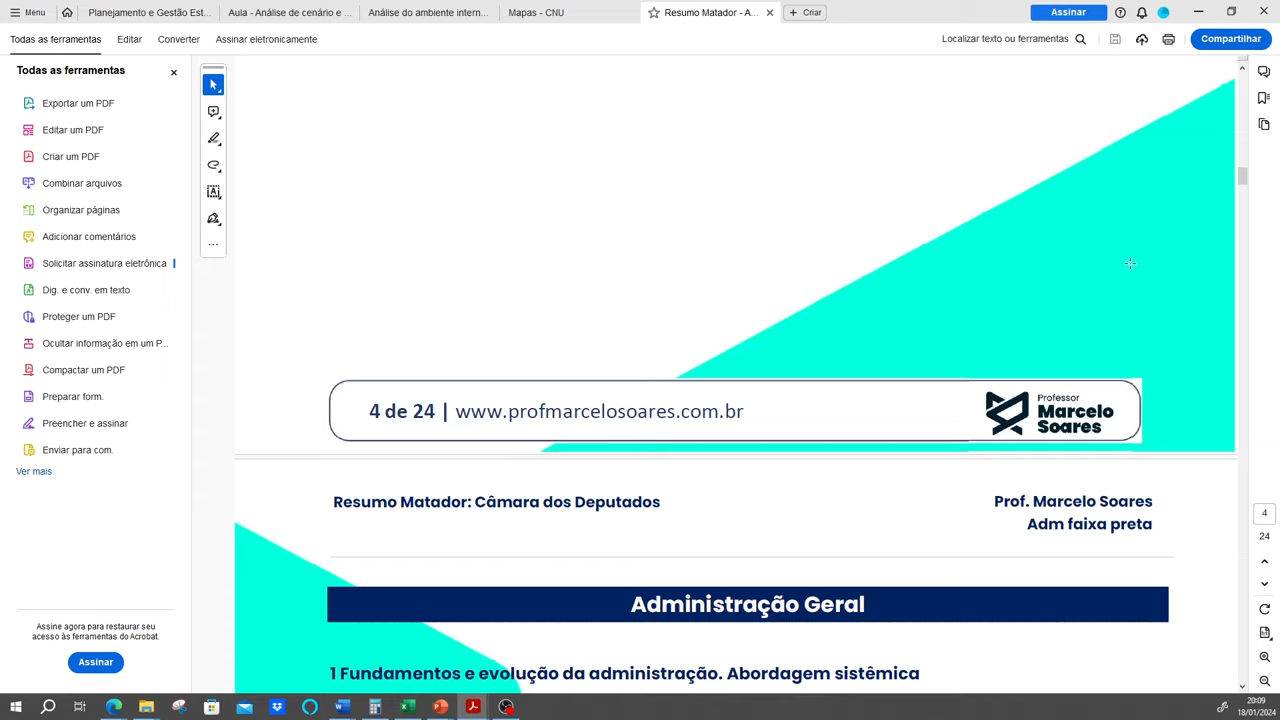 Menu
Planejamento e Gestão Est...
Aula - Análise de cenário e ...
Análise do ambiente intern...
Mapas - CNU
Resumo Matador - A...
Criar
Assinar
Todas as ferramentas
Editar
Converter
Assinar eletronicamente
Localizar texto ou ferramentas
Compartilhar
Todas as ferramentas
Exportar um PDF
Editar um PDF
Criar um PDF
Combinar arquivos
Organizar páginas
Adicionar comentários
Solicitar assinatura eletrônica
Dig. e conv. em texto
Proteger um PDF
Ocultar informação em um P...
Compactar um PDF
Preparar form.
Preencher e assinar
Enviar para com.
Ver mais
Assine agora para restaurar seu
acesso às ferramentas do Acrobat.
Assinar
4 de 24 | www.profmarcelosoares.com.br
Professor
Marcelo
Soares
Resumo Matador: Câmara dos Deputados
Prof. Marcelo Soares
Adm faixa preta
Administração Geral
1 Fundamentos e evolução da administração. Abordagem sistêmica
4
24
20:09
18/01/2024